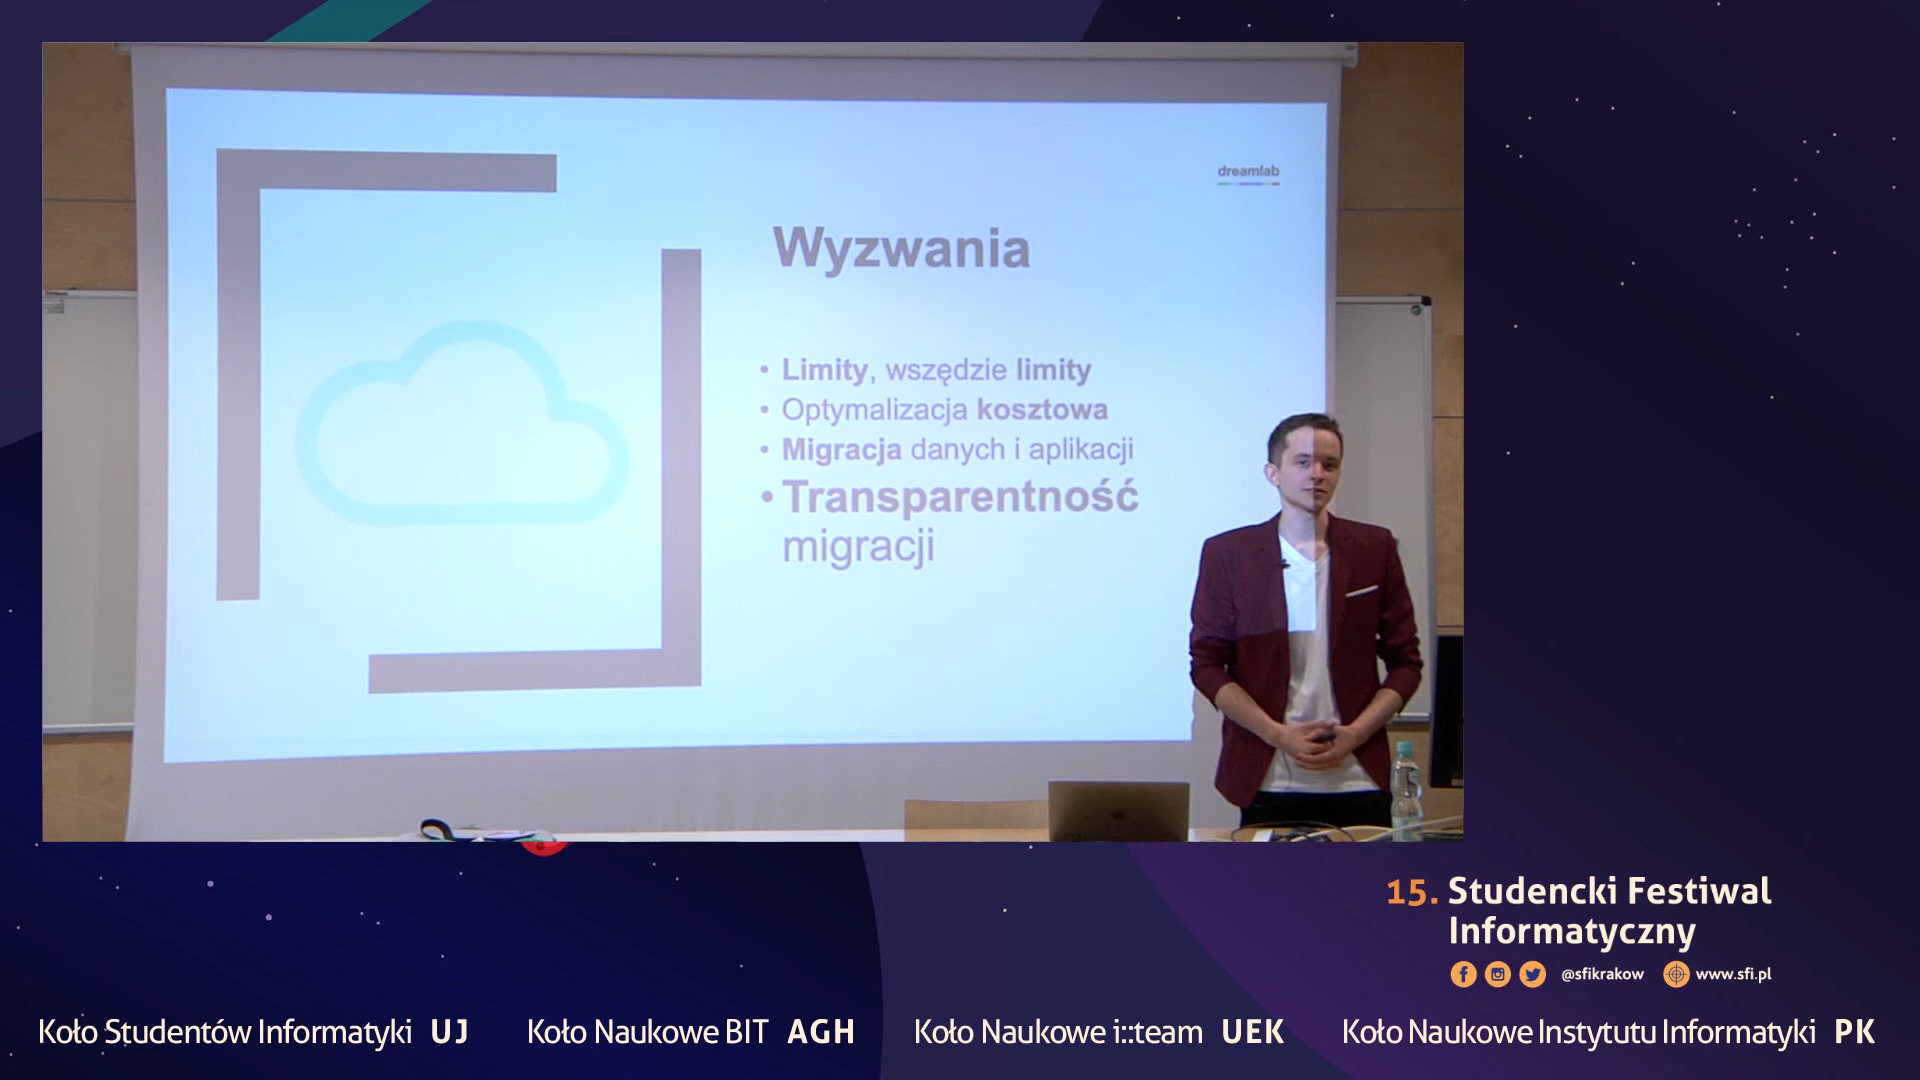 dreamlab
Wyzwania
• Limity, wszędzie limity
• Optymalizacja kosztowa
• Migracja danych i aplikacji
• Transparentność
migracji
15. Studencki Festiwal
Informatyczny
@sfikrakow www.sfi.pl
Koło Studentów Informatyki UJ Koło Naukowe BIT AGH Koło Naukowe i::team UEK Koło Naukowe Instytutu Informatyki PK